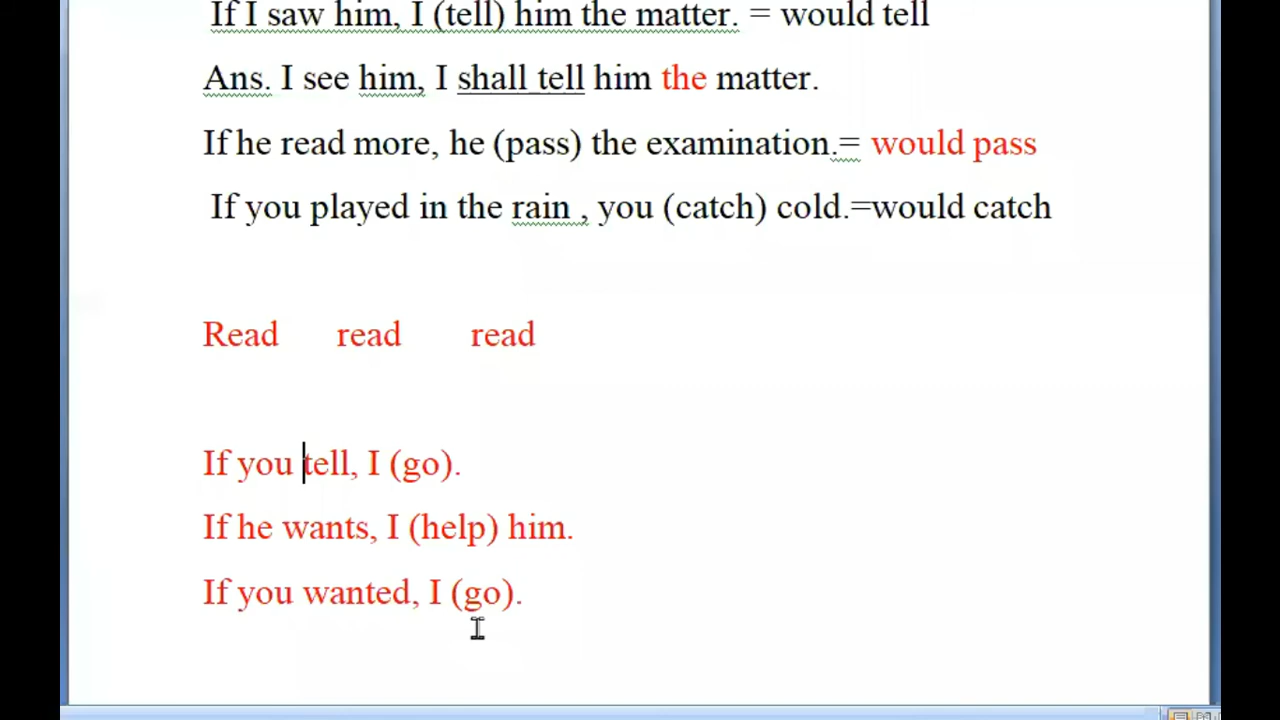 If I saw him, I (tell) him the matter. = would tell
Ans. I see him, I shall tell him the matter.
If he read more, he (pass) the examination.= would pass
If you played in the rain , you (catch) cold.=would catch
Read read read
If you tell, I (go).
If he wants, I (help) him.
If you wanted, I (go).